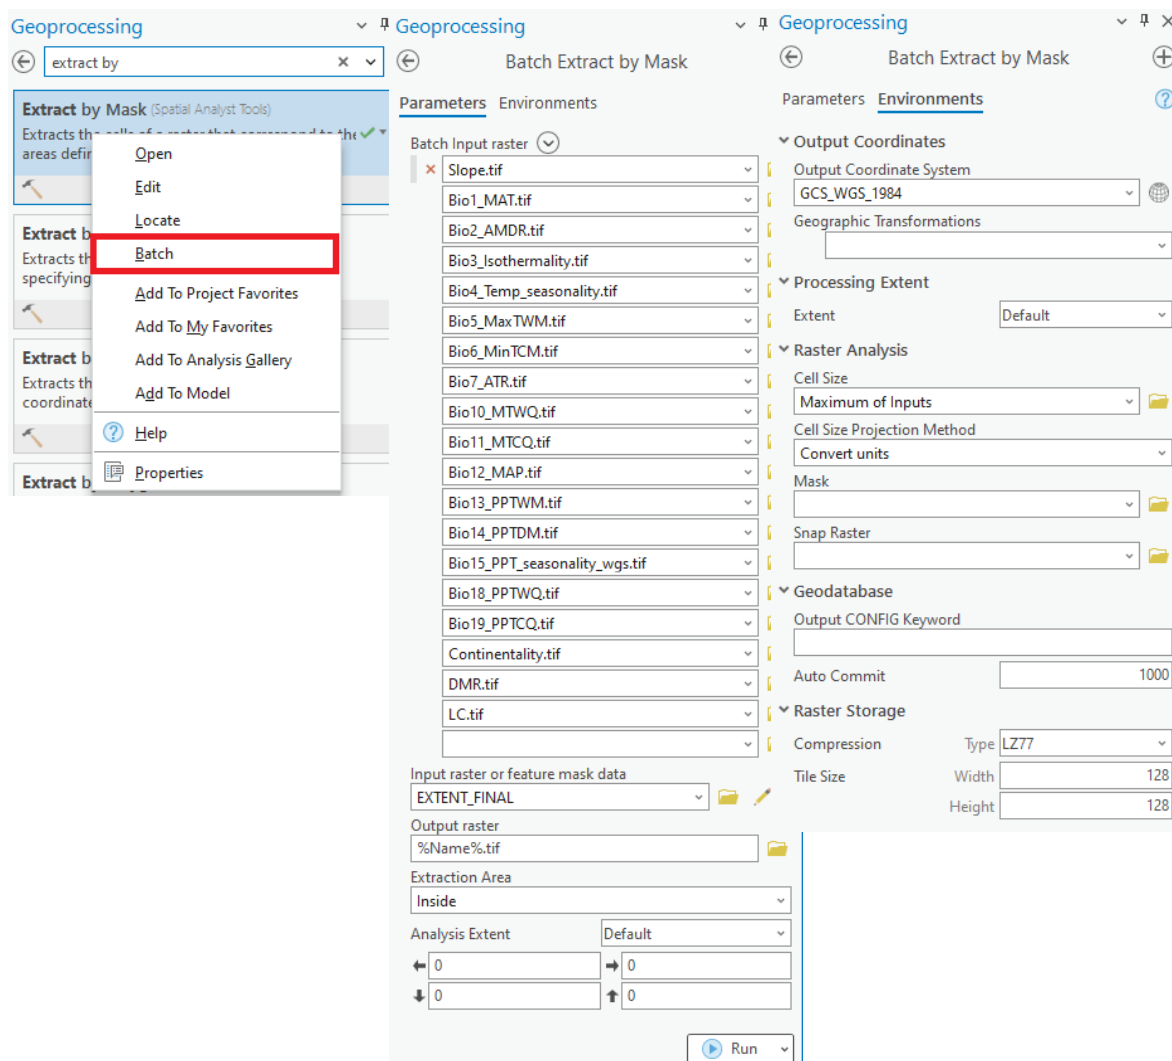 Geoprocessing
extract by
Extract by Mask (Spatial Analyst Tools)
Extracts the cells of a raster that correspond to the
areas defin
Open
Edit
Locate
Batch
Add To Project Favorites
Add To My Favorites
Add To Analysis Gallery
Add To Model
Help
Properties
Extract b
Extracts th
specifying
Extract b
Extracts th
coordinate
Extract b
Geoprocessing
Batch Extract by Mask
Parameters Environments
Batch Input raster
Slope.tif
Bio1_MAT.tif
Bio2_AMDR.tif
Bio3_Isothermality.tif
Bio4_Temp_seasonality.tif
Bio5_MaxTWM.tif
Bio6_MinTCM.tif
Bio7_ATR.tif
Bio10_MTWQ.tif
Bio11_MTCQ.tif
Bio12_MAP.tif
Bio13_PPTWM.tif
Bio14_PPTDM.tif
Bio15_PPT_seasonality_wgs.tif
Bio18_PPTWQ.tif
Bio19_PPTCQ.tif
Continentality.tif
DMR.tif
LC.tif
Input raster or feature mask data
EXTENT_FINAL
Output raster
%Name%.tif
Extraction Area
Inside
Analysis Extent Default
0 0
0 0
Run
Geoprocessing
Batch Extract by Mask
Parameters Environments
Output Coordinates
Output Coordinate System
GCS_WGS_1984
Geographic Transformations
Processing Extent
Extent Default
Raster Analysis
Cell Size
Maximum of Inputs
Cell Size Projection Method
Convert units
Mask
Snap Raster
Geodatabase
Output CONFIG Keyword
Auto Commit 1000
Raster Storage
Compression Type LZ77
Tile Size Width 128
Height 128